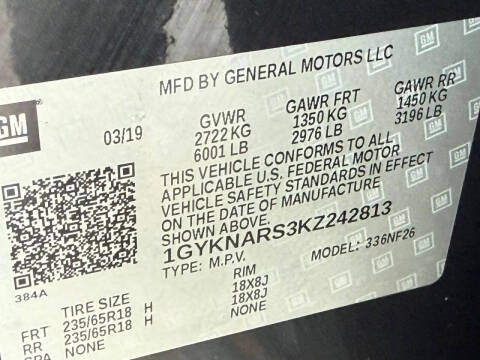 MFD BY GENERAL MOTORS LLC
GM
03/19
GVWR GAWR FRT GAWR RR
2722 KG 1350 KG 1450 KG
6001 LB 2976 LB 3196 LB
THIS VEHICLE CONFORMS TO ALL
APPLICABLE U.S. FEDERAL MOTOR
VEHICLE SAFETY STANDARDS IN EFFECT
ON THE DATE OF MANUFACTURE
SHOWN ABOVE.
1GYKNARS3KZ242813
TYPE: M.P.V. MODEL: 336NF26
384A
TIRE SIZE RIM
FRT 235/65R18 H 18X8J
RR 235/65R18 H 18X8J
SPA NONE NONE